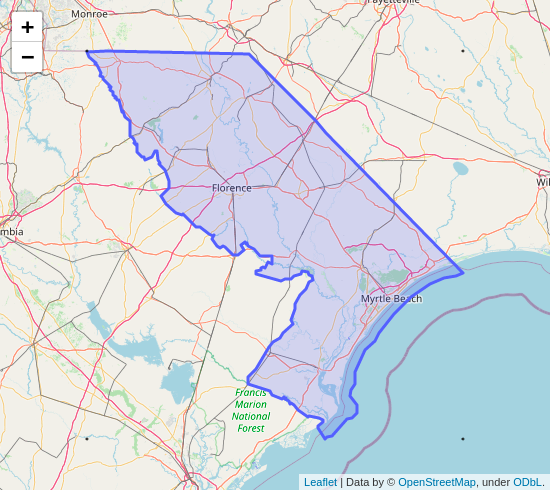 Monroe
Fayetteville
+
−
Florence
Wil
mbia
Myrtle Beach
Francis
Marion
National
Forest
Leaflet | Data by © OpenStreetMap, under ODbL.